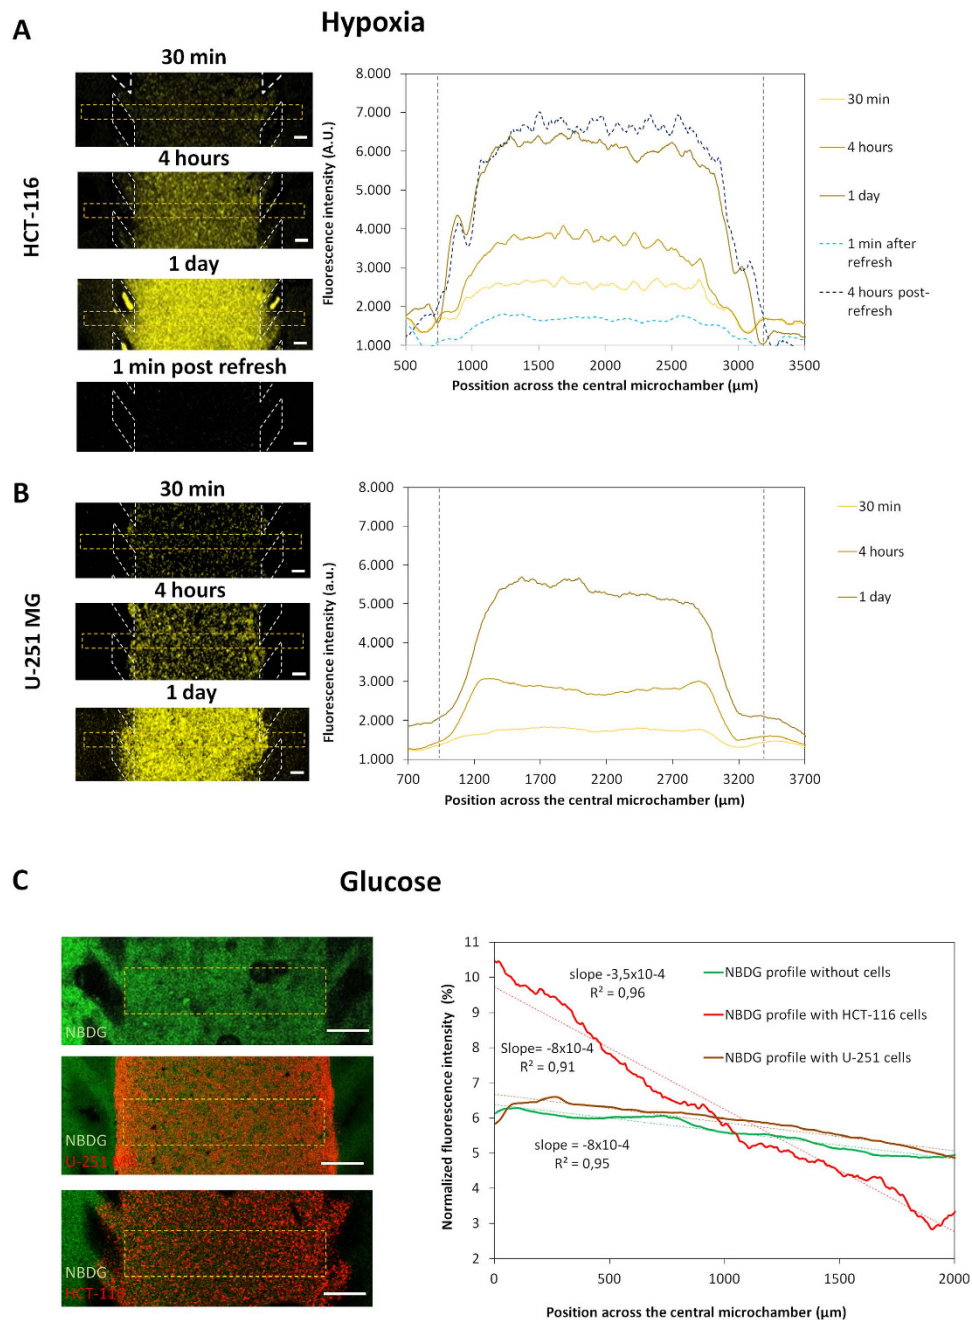 A
Hypoxia
HCT-116
30 min
4 hours
1 day
1 min post refresh
Fluorescence intensity (A.U.)
8.000
7.000
6.000
5.000
4.000
3.000
2.000
1.000
500 1000 1500 2000 2500 3000 3500
Possition across the central microchamber (µm)
30 min
4 hours
1 day
1 min after
refresh
4 hours post-
refresh
B
U-251 MG
30 min
4 hours
1 day
Fluorescence intensity (a.u.)
8.000
7.000
6.000
5.000
4.000
3.000
2.000
1.000
700 1200 1700 2200 2700 3200 3700
Position across the central microchamber (µm)
30 min
4 hours
1 day
C
Glucose
NBDG
NBDG
U-251 MG
NBDG
HCT-116
Normalized fluorescence intensity (%)
11
10
9
8
7
6
5
4
3
2
0 500 1000 1500 2000
Position across the central microchamber (µm)
slope -3,5x10-4
R² = 0,96
Slope= -8x10-4
R² = 0,91
slope = -8x10-4
R² = 0,95
NBDG profile without cells
NBDG profile with HCT-116 cells
NBDG profile with U-251 cells